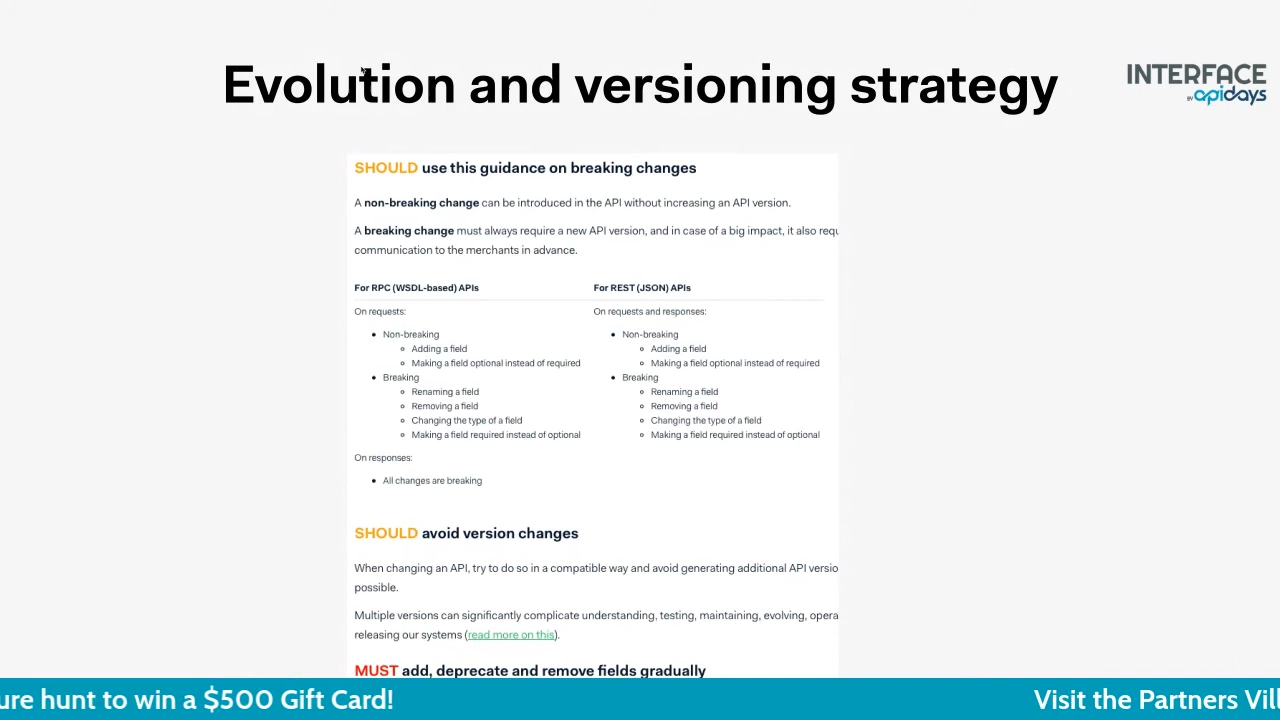 Evolution and versioning strategy
INTERFACE
BY apidays
SHOULD use this guidance on breaking changes
A non-breaking change can be introduced in the API without increasing an API version.
A breaking change must always require a new API version, and in case of a big impact, it also requ
communication to the merchants in advance.
For RPC (WSDL-based) APIs
On requests:
• Non-breaking
◦ Adding a field
◦ Making a field optional instead of required
• Breaking
◦ Renaming a field
◦ Removing a field
◦ Changing the type of a field
◦ Making a field required instead of optional
On responses:
• All changes are breaking
For REST (JSON) APIs
On requests and responses:
• Non-breaking
◦ Adding a field
◦ Making a field optional instead of required
• Breaking
◦ Renaming a field
◦ Removing a field
◦ Changing the type of a field
◦ Making a field required instead of optional
SHOULD avoid version changes
When changing an API, try to do so in a compatible way and avoid generating additional API versio
possible.
Multiple versions can significantly complicate understanding, testing, maintaining, evolving, opera
releasing our systems (read more on this).
MUST add, deprecate and remove fields gradually
ure hunt to win a $500 Gift Card!
Visit the Partners Vill